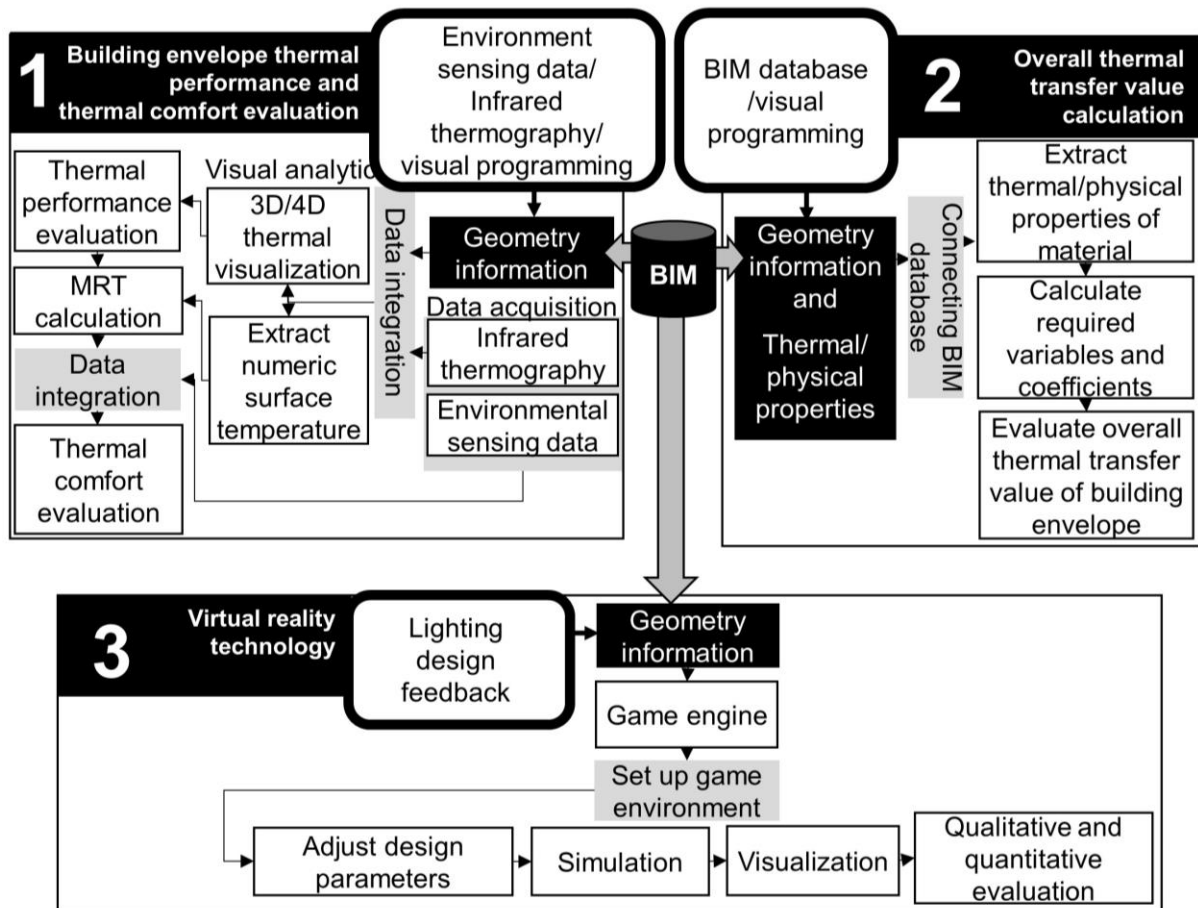 1
Building envelope thermal
performance and
thermal comfort evaluation
Environment
sensing data/
Infrared
thermography/
visual programming
Thermal
performance
evaluation
Visual analytic
3D/4D
thermal
visualization
Data integration
Geometry
information
MRT
calculation
Extract
numeric
surface
temperature
Data acquisition
Infrared
thermography
Environmental
sensing data
Data
integration
Thermal
comfort
evaluation
BIM
BIM database
/visual
programming
2
Overall thermal
transfer value
calculation
Geometry
information
and
Thermal/
physical
properties
Connecting BIM
database
Extract
thermal/physical
properties of
material
Calculate
required
variables and
coefficients
Evaluate overall
thermal transfer
value of building
envelope
3
Virtual reality
technology
Lighting
design
feedback
Geometry
information
Game engine
Set up game
environment
Adjust design
parameters
Simulation
Visualization
Qualitative and
quantitative
evaluation